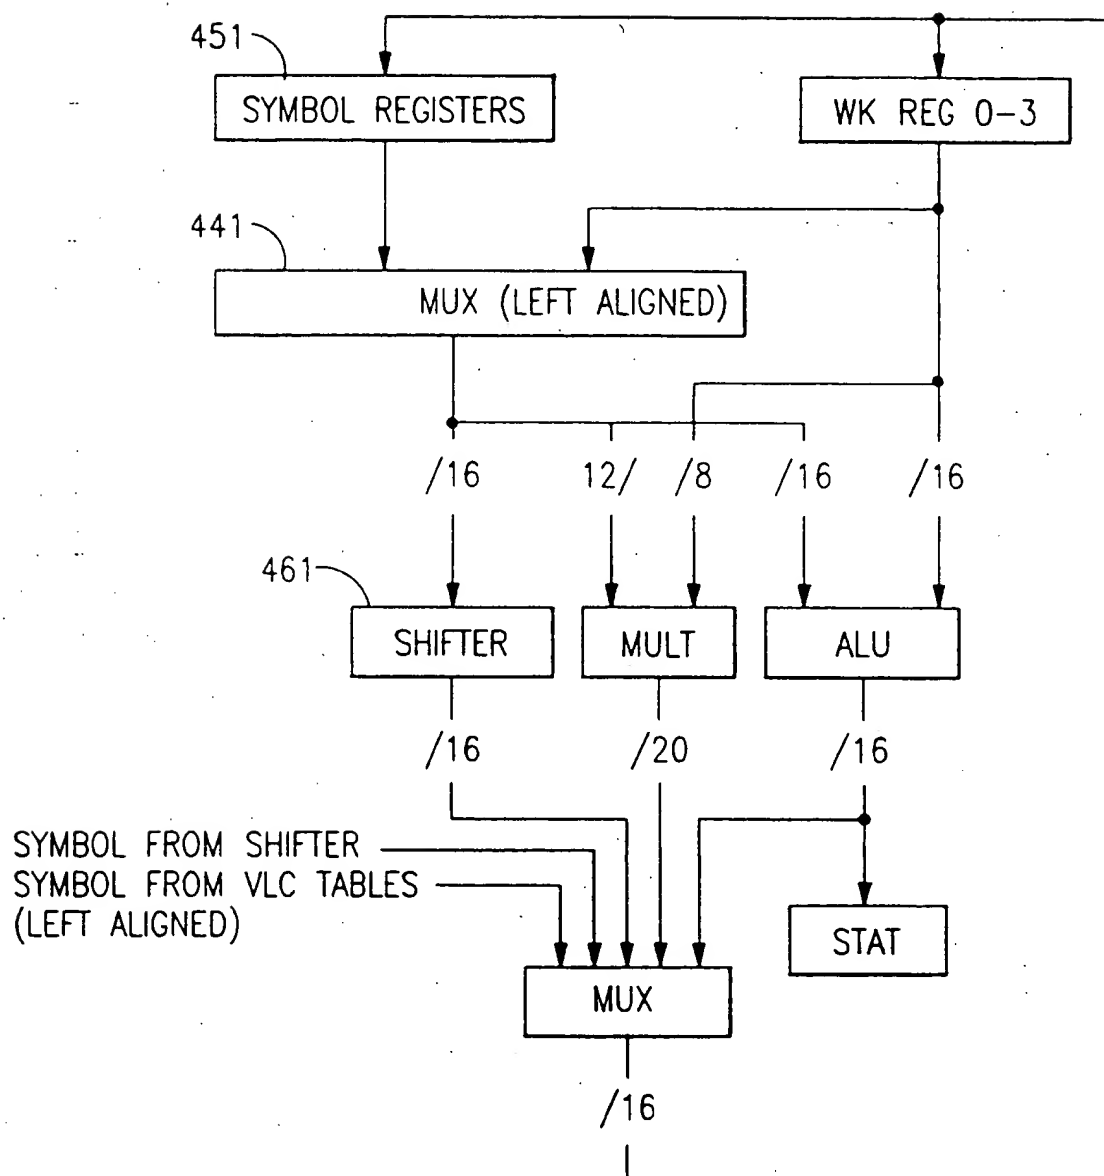 451
SYMBOL REGISTERS
WK REG 0-3
441
MUX (LEFT ALIGNED)
/16 12/ /8 /16 /16
461
SHIFTER
MULT
ALU
/16 /20 /16
SYMBOL FROM SHIFTER
SYMBOL FROM VLC TABLES
(LEFT ALIGNED)
STAT
MUX
/16